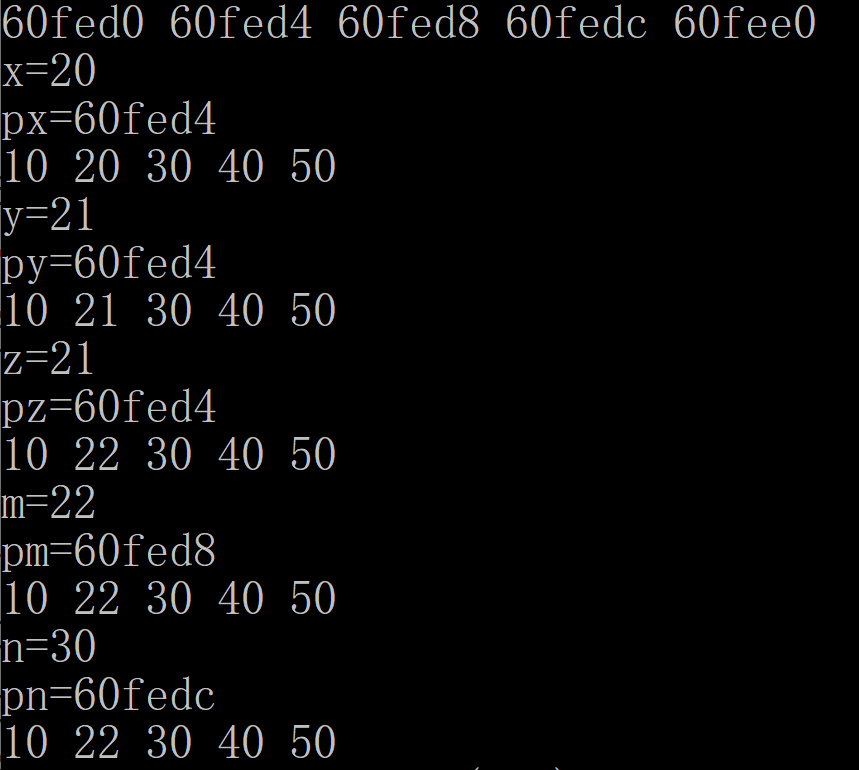 60fed0 60fed4 60fed8 60fedc 60fee0
x=20
px=60fed4
10 20 30 40 50
y=21
py=60fed4
10 21 30 40 50
z=21
pz=60fed4
10 22 30 40 50
m=22
pm=60fed8
10 22 30 40 50
n=30
pn=60fedc
10 22 30 40 50